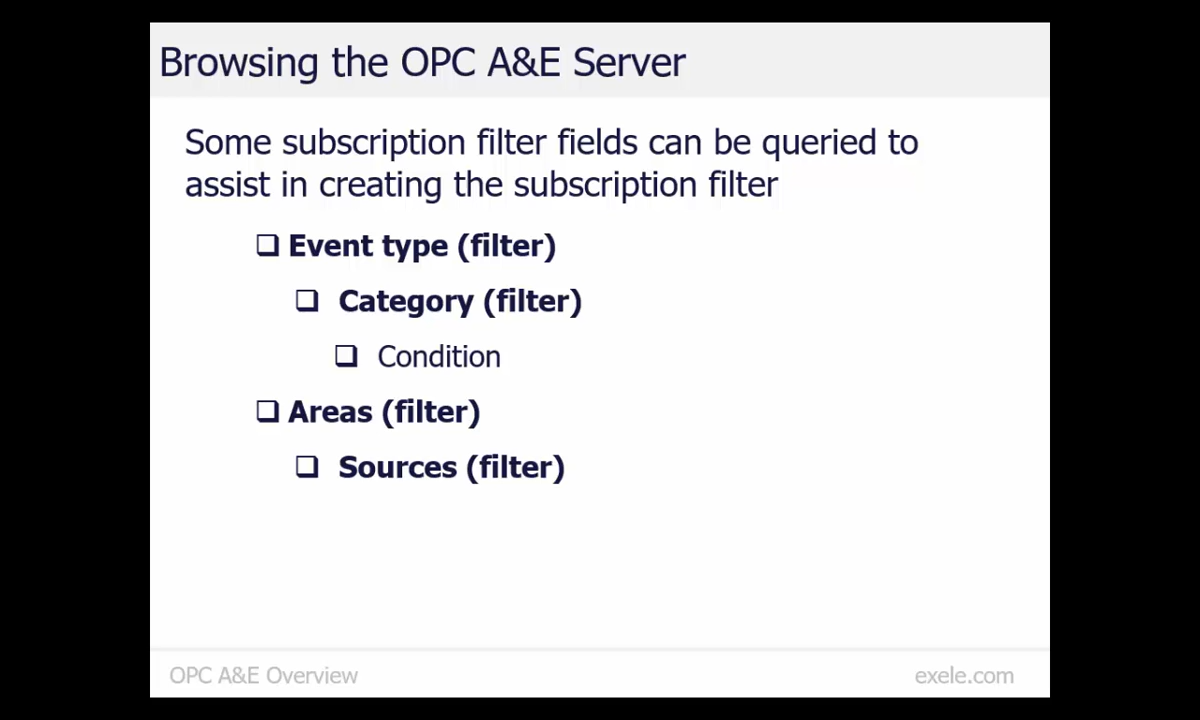 Browsing the OPC A&E Server
Some subscription filter fields can be queried to
assist in creating the subscription filter
❑ Event type (filter)
❑ Category (filter)
❑ Condition
❑ Areas (filter)
❑ Sources (filter)
OPC A&E Overview
exele.com